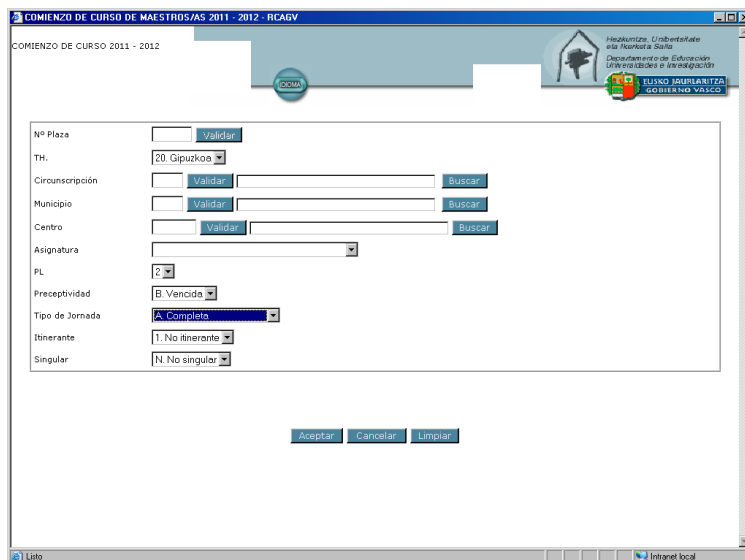 COMIENZO DE CURSO DE MAESTROS/AS 2011 - 2012 - RCAGV
COMIENZO DE CURSO 2011 - 2012
Hezkuntza, Unibertsitate
eta Ikerketa Saila
Departamento de Educación
Universidades e Investigación
EUSKO JAURLARITZA
GOBIERNO VASCO
IDIOMA
Nº Plaza Validar
TH. 20. Gipuzkoa
Circunscripción Validar Buscar
Municipio Validar Buscar
Centro Validar Buscar
Asignatura
PL 2
Preceptividad B. Vencida
Tipo de Jornada A. Completa
Itinerante 1. No itinerante
Singular N. No singular
Aceptar Cancelar Limpiar
Listo Intranet local